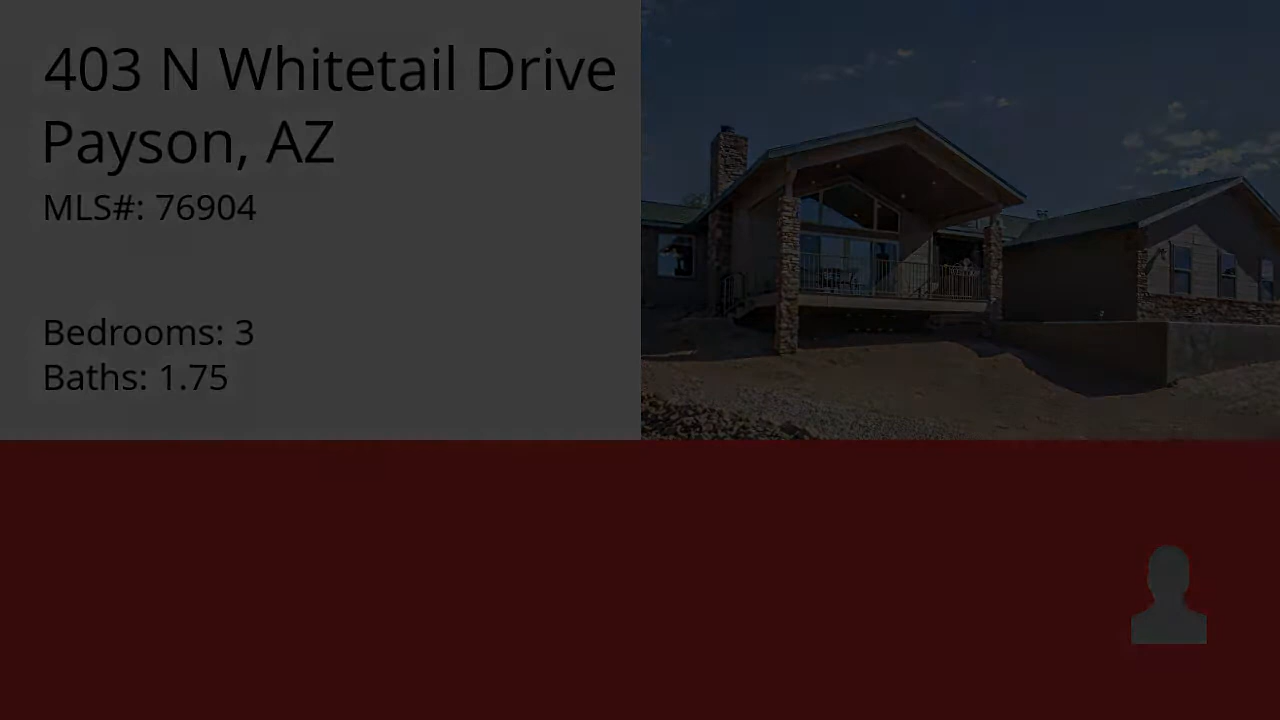 403 N Whitetail Drive
Payson, AZ
MLS#: 76904
Bedrooms: 3
Baths: 1.75